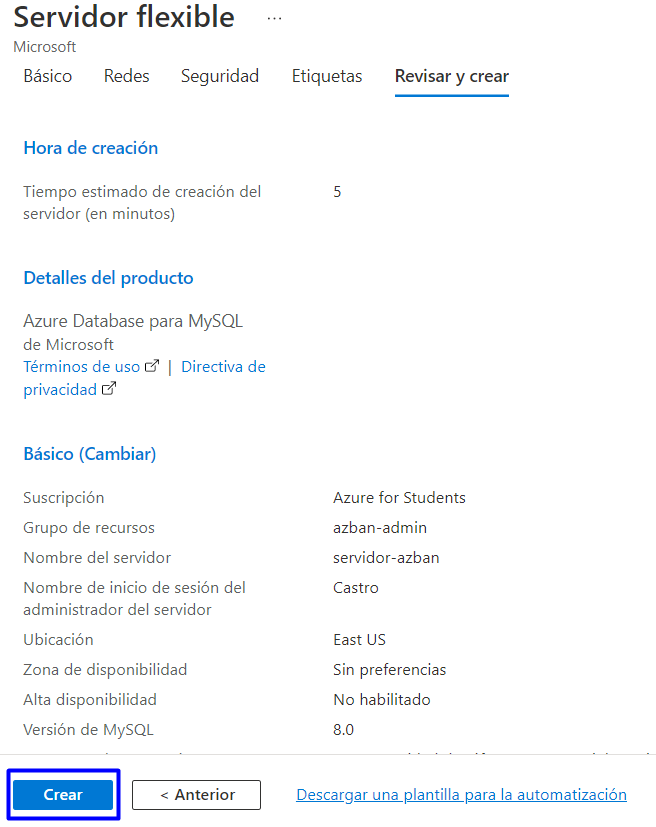 Servidor flexible ...
Microsoft
Básico Redes Seguridad Etiquetas Revisar y crear
Hora de creación
Tiempo estimado de creación del 5
servidor (en minutos)
Detalles del producto
Azure Database para MySQL
de Microsoft
Términos de uso | Directiva de
privacidad
Básico (Cambiar)
Suscripción Azure for Students
Grupo de recursos azban-admin
Nombre del servidor servidor-azban
Nombre de inicio de sesión del Castro
administrador del servidor
Ubicación East US
Zona de disponibilidad Sin preferencias
Alta disponibilidad No habilitado
Versión de MySQL 8.0
Crear < Anterior Descargar una plantilla para la automatización